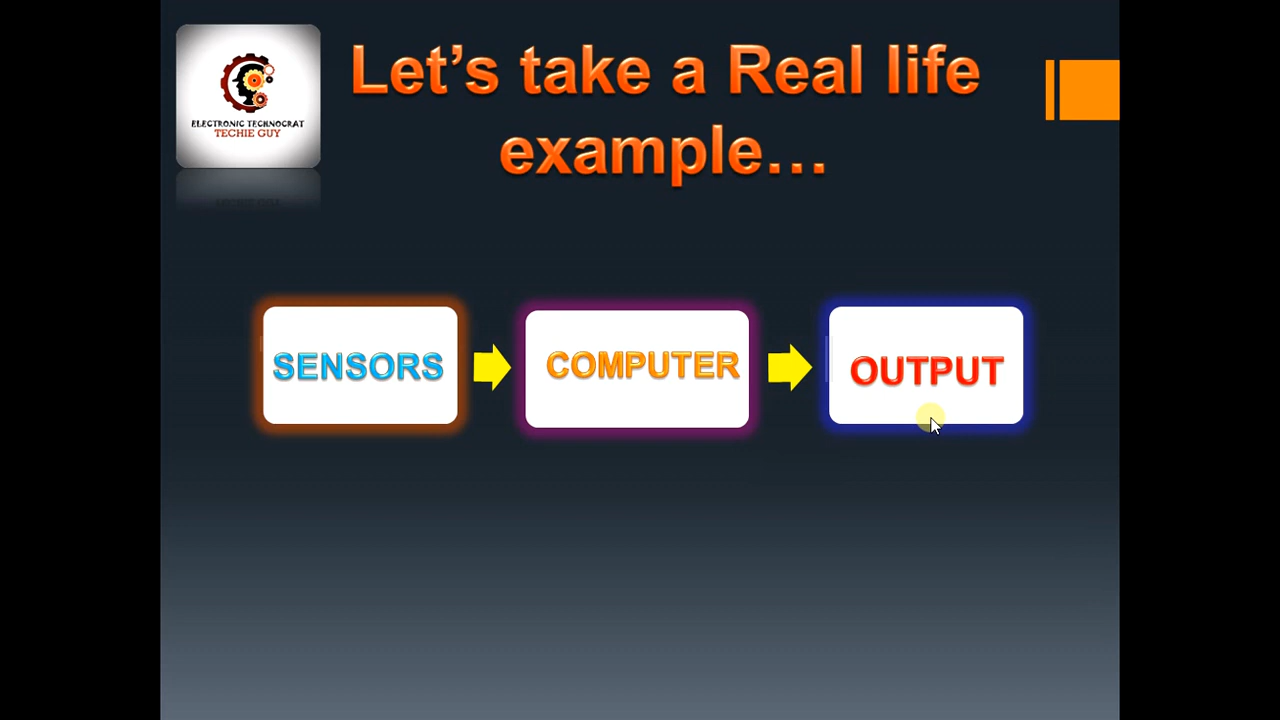 Let's take a Real life
example...
ELECTRONIC TECHNOCRAT
TECHIE GUY
SENSORS
COMPUTER
OUTPUT